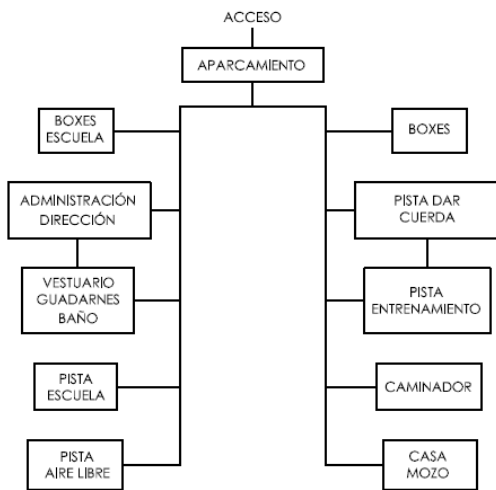 ACCESO
APARCAMIENTO
BOXES
ESCUELA
BOXES
ADMINISTRACIÓN
DIRECCIÓN
PISTA DAR
CUERDA
VESTUARIO
GUADARNES
BAÑO
PISTA
ENTRENAMIENTO
PISTA
ESCUELA
CAMINADOR
PISTA
AIRE LIBRE
CASA
MOZO